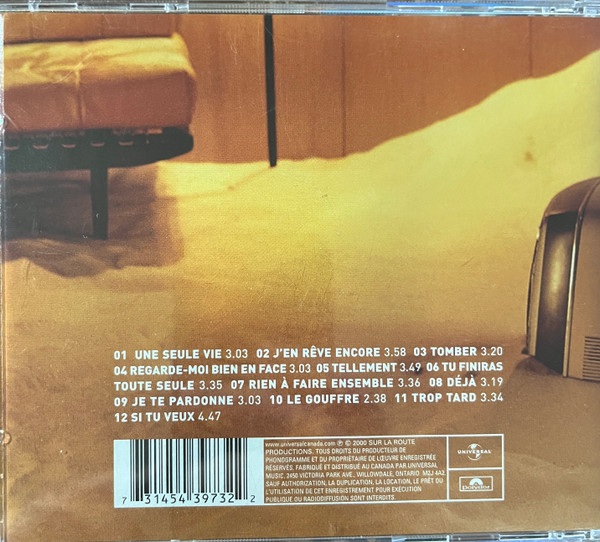 01 UNE SEULE VIE 3.03 02 J'EN RÊVE ENCORE 3.58 03 TOMBER 3.20
04 REGARDE-MOI BIEN EN FACE 3.03 05 TELLEMENT 3.49 06 TU FINIRAS
TOUTE SEULE 3.35 07 RIEN À FAIRE ENSEMBLE 3.36 08 DÉJÀ 3.19
09 JE TE PARDONNE 3.03 10 LE GOUFFRE 2.38 11 TROP TARD 3.34
12 SI TU VEUX 4.47
www.universalcanada.com ℗ © 2000 SUR LA ROUTE
PRODUCTIONS. TOUS DROITS DU PRODUCTEUR DE
PHONOGRAMME ET DU PROPRIÉTAIRE DE L'ŒUVRE ENREGISTRÉE
RÉSERVÉS. FABRIQUÉ ET DISTRIBUÉ AU CANADA PAR UNIVERSAL
MUSIC. 2450 VICTORIA PARK AVE., WILLOWDALE, ONTARIO M2J 4A2.
SAUF AUTORISATION, LA DUPLICATION, LA LOCATION, LE PRÊT OU
L'UTILISATION DE CET ENREGISTREMENT POUR EXÉCUTION
PUBLIQUE OU RADIODIFFUSION SONT INTERDITS.
UNIVERSAL
Polydor
7 31454 39732 2